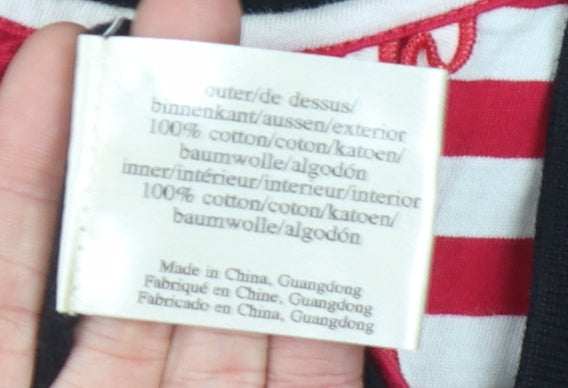 outer/de dessus/
binnenkant/aussen/exterior
100% cotton/coton/katoen/
baumwolle/algodón
inner/intérieur/interieur/interior
100% cotton/coton/katoen/
baumwolle/algodón
Made in China, Guangdong
Fabriqué en Chine, Guangdong
Fabricado en China, Guangdong